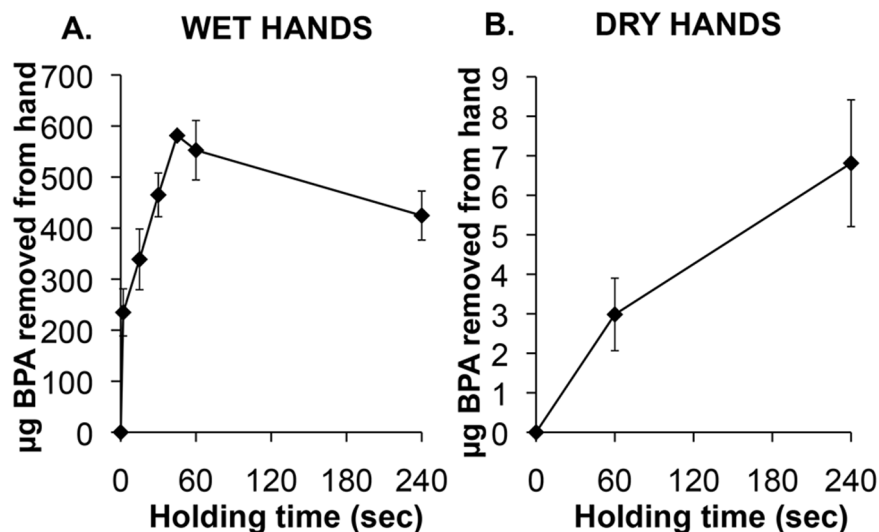 A. WET HANDS
µg BPA removed from hand
700
600
500
400
300
200
100
0
0 60 120 180 240
Holding time (sec)
B. DRY HANDS
µg BPA removed from hand
9
8
7
6
5
4
3
2
1
0
0 60 120 180 240
Holding time (sec)